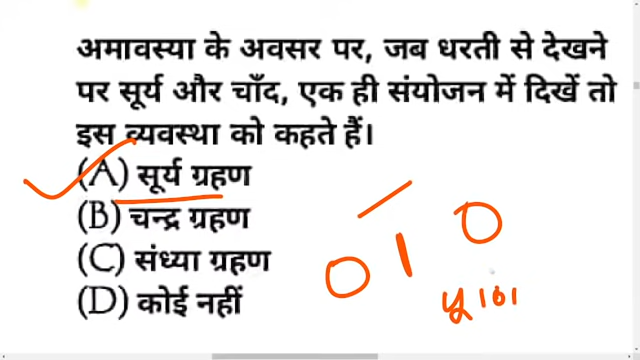 अमावस्या के अवसर पर, जब धरती से देखने
पर सूर्य और चाँद, एक ही संयोजन में दिखें तो
इस व्यवस्था को कहते हैं।
(A) सूर्य ग्रहण
(B) चन्द्र ग्रहण
(C) संध्या ग्रहण
(D) कोई नहीं